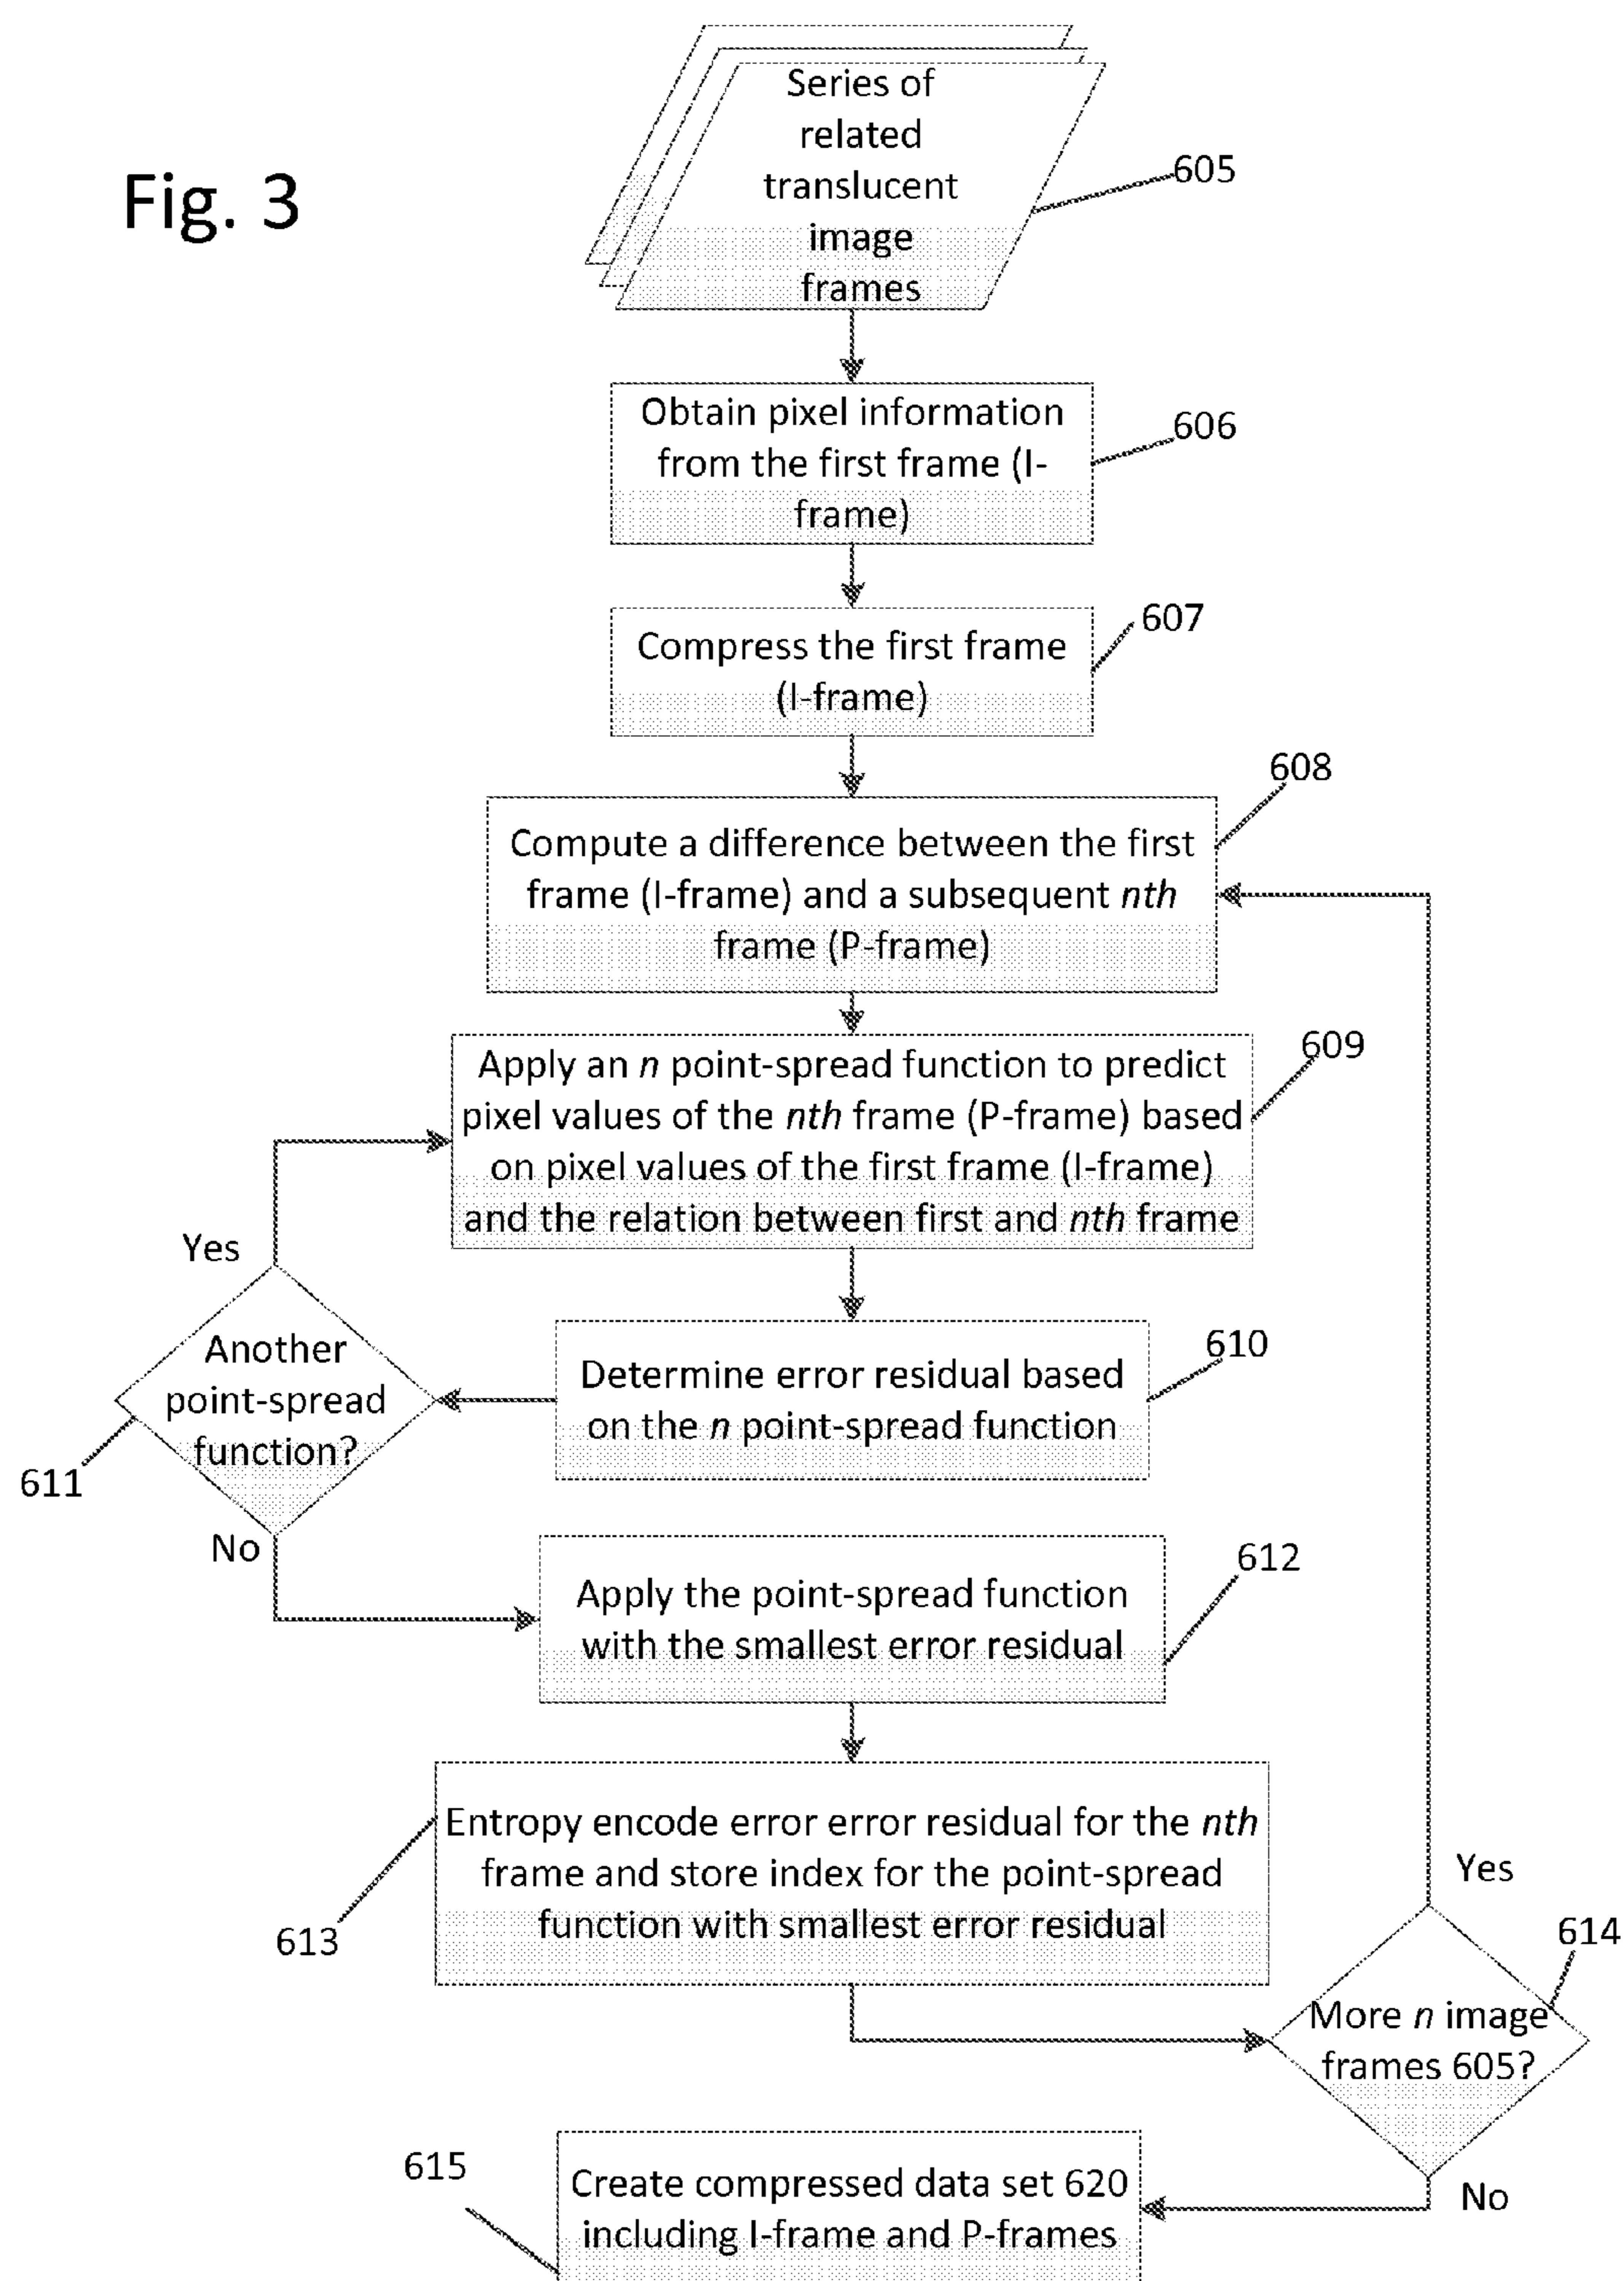 Fig. 3
Series of
related
translucent
image
frames
605
Obtain pixel information
from the first frame (I-
frame)
606
Compress the first frame
(I-frame)
607
Compute a difference between the first
frame (I-frame) and a subsequent nth
frame (P-frame)
608
Apply an n point-spread function to predict
pixel values of the nth frame (P-frame) based
on pixel values of the first frame (I-frame)
and the relation between first and nth frame
609
Determine error residual based
on the n point-spread function
610
Yes
Another
point-spread
function?
611
No
Apply the point-spread function
with the smallest error residual
612
Entropy encode error error residual for the nth
frame and store index for the point-spread
function with smallest error residual
613
Yes
614
More n image
frames 605?
No
615
Create compressed data set 620
including I-frame and P-frames